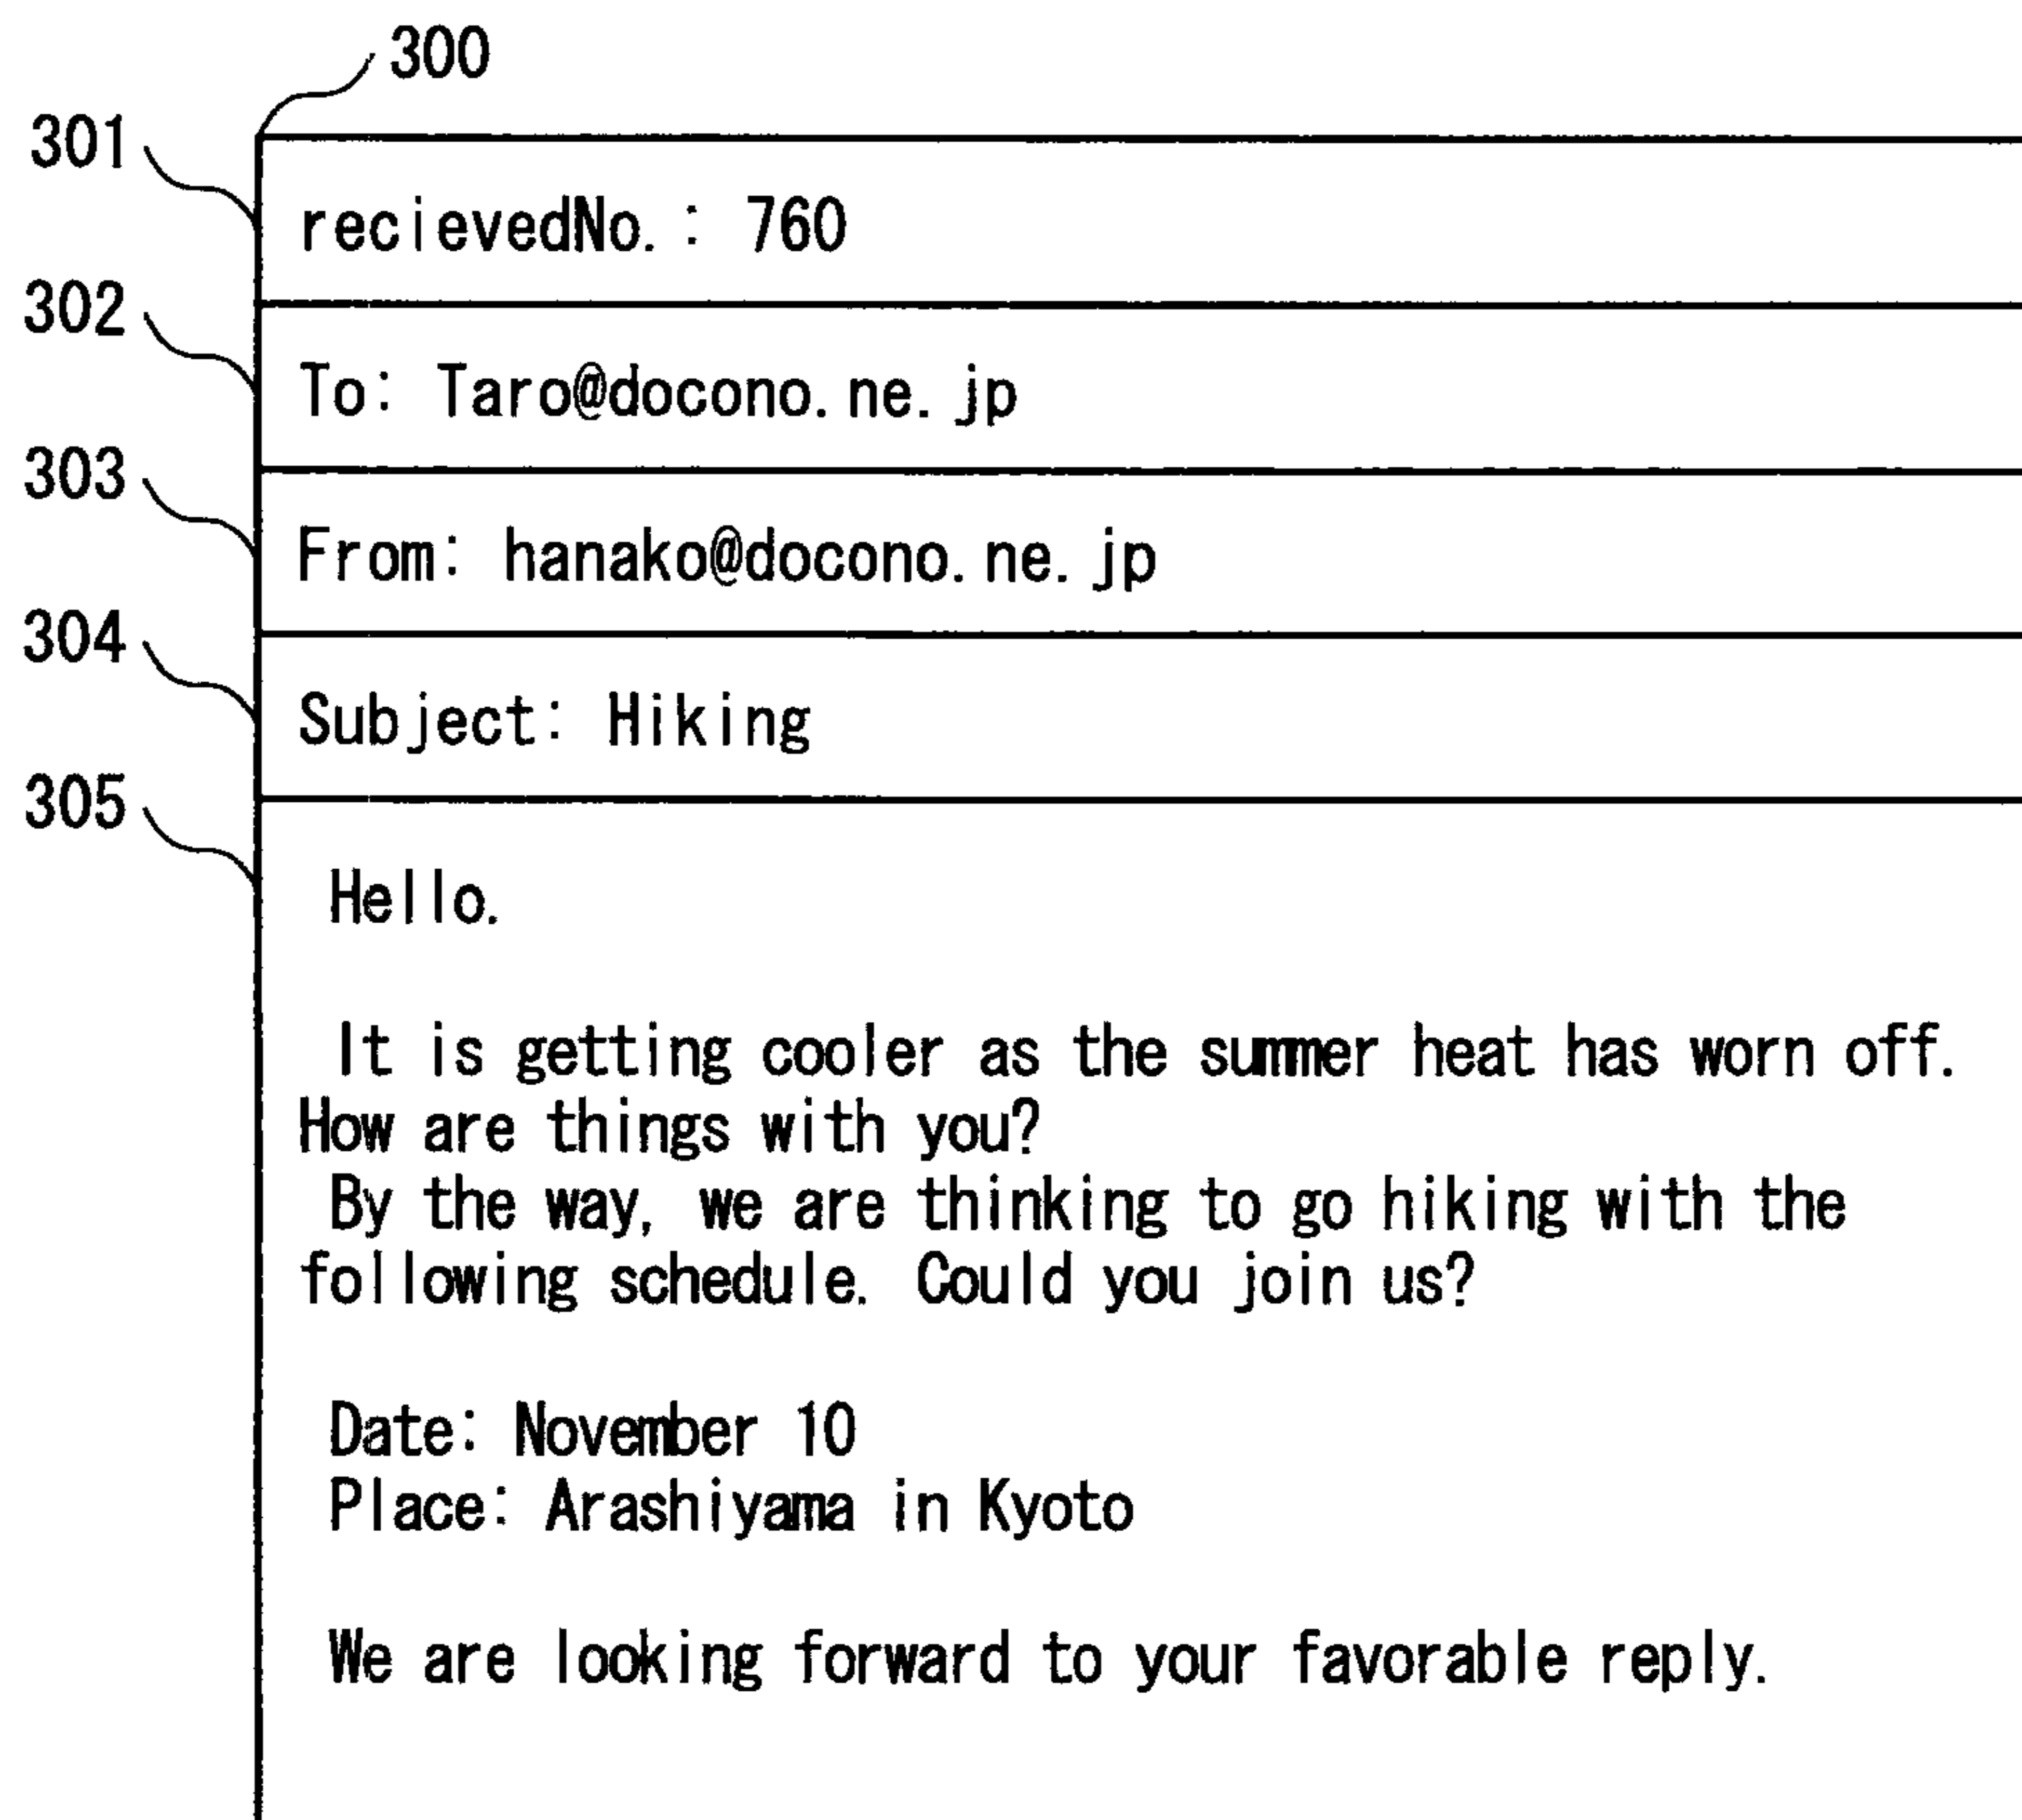 300
301
recievedNo.: 760
302
To: Taro@docono.ne.jp
303
From: hanako@docono.ne.jp
304
Subject: Hiking
305
Hello.
It is getting cooler as the summer heat has worn off.
How are things with you?
By the way, we are thinking to go hiking with the
following schedule. Could you join us?
Date: November 10
Place: Arashiyama in Kyoto
We are looking forward to your favorable reply.